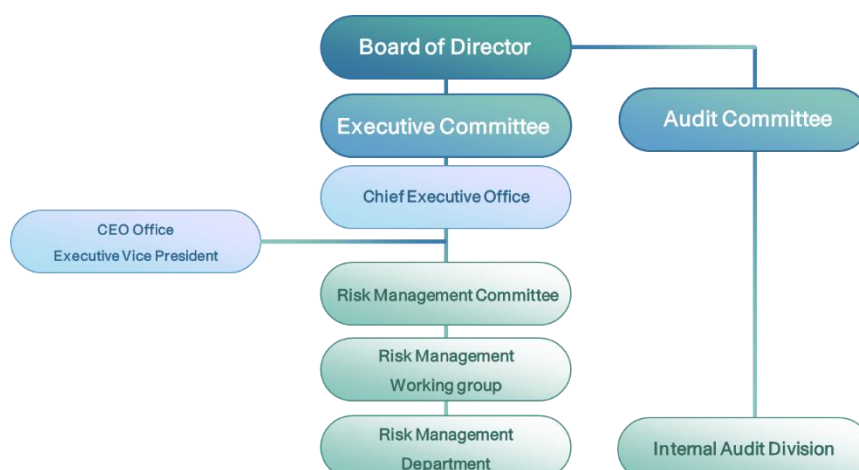 Board of Director
Executive Committee
Audit Committee
Chief Executive Office
CEO Office
Executive Vice President
Risk Management Committee
Risk Management
Working group
Risk Management
Department
Internal Audit Division